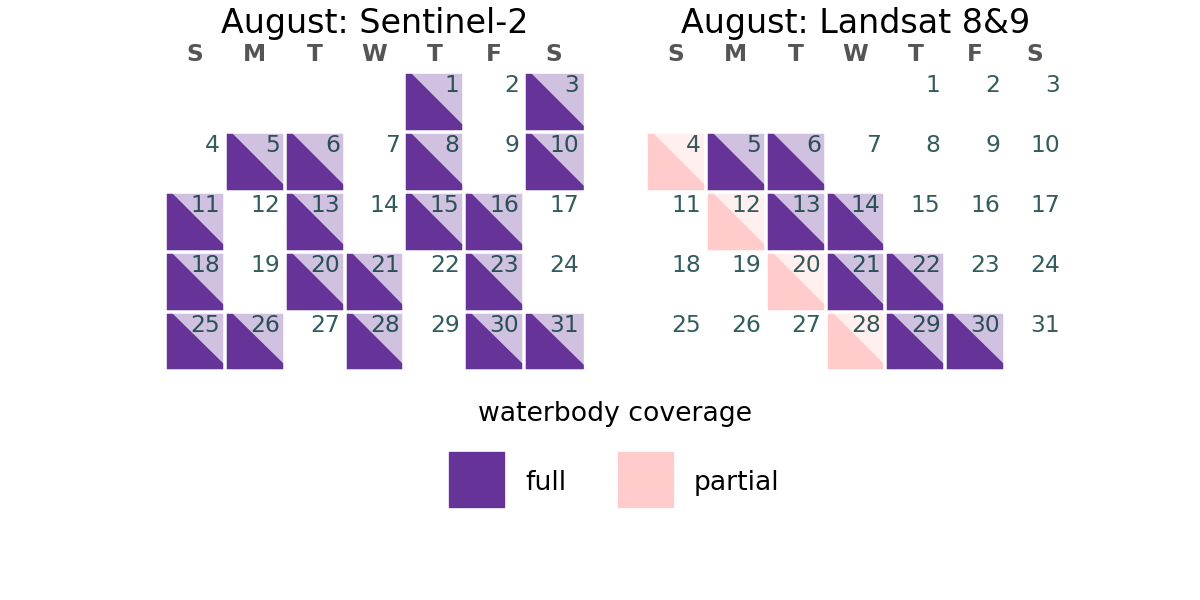 August: Sentinel-2
S M T W T F S
1 2 3
4 5 6 7 8 9 10
11 12 13 14 15 16 17
18 19 20 21 22 23 24
25 26 27 28 29 30 31
August: Landsat 8&9
S M T W T F S
1 2 3
4 5 6 7 8 9 10
11 12 13 14 15 16 17
18 19 20 21 22 23 24
25 26 27 28 29 30 31
waterbody coverage
full
partial